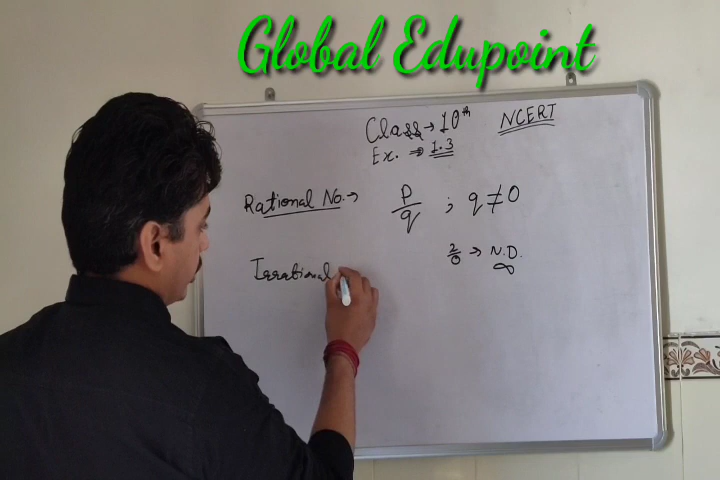 Global Edupoint
Class → 10th NCERT
Ex. ⇒ 1.3
Rational No. → p/q ; q ≠ 0
2/0 → N.D.
∞
Irrational